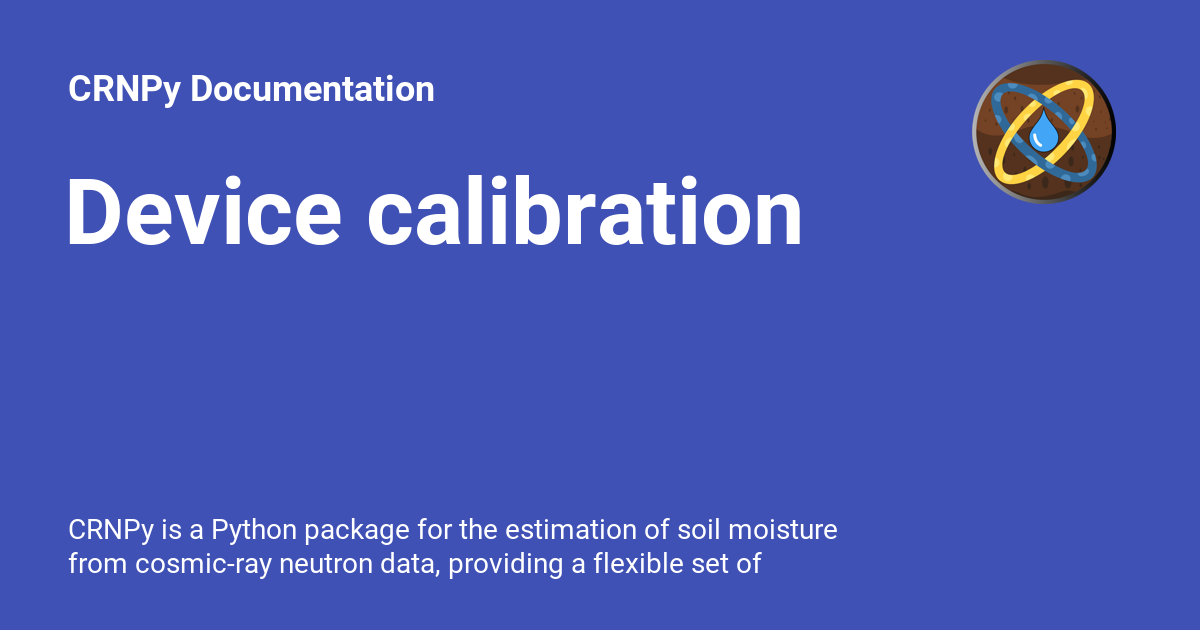 CRNPy Documentation
Device calibration
CRNPy is a Python package for the estimation of soil moisture
from cosmic-ray neutron data, providing a flexible set of